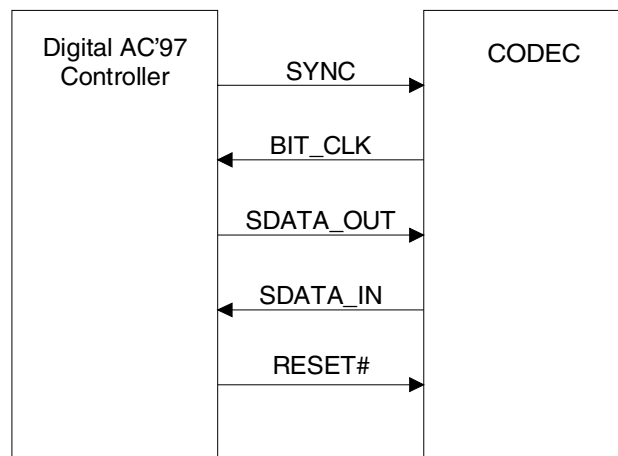 Digital AC'97
Controller
CODEC
SYNC
BIT_CLK
SDATA_OUT
SDATA_IN
RESET#